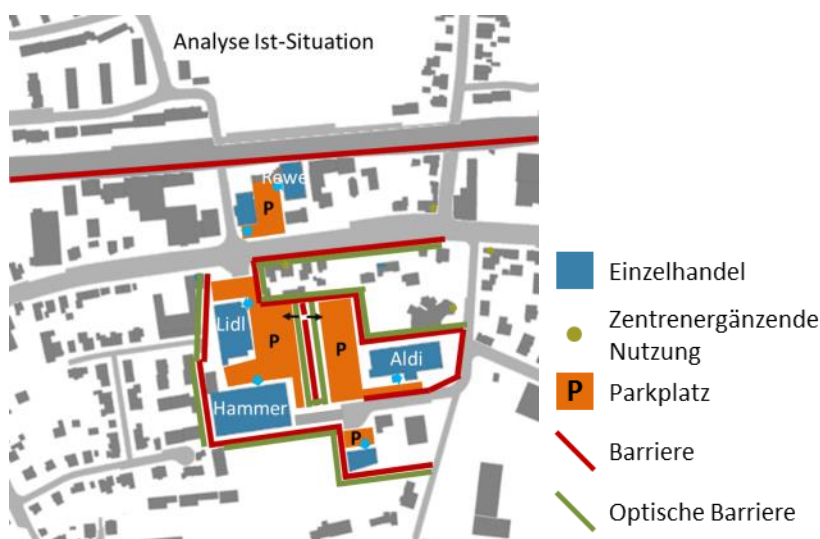 Analyse Ist-Situation
Rewe
P
Lidl
P
P
Aldi
Hammer
P
Einzelhandel
Zentrenergänzende
Nutzung
P Parkplatz
Barriere
Optische Barriere